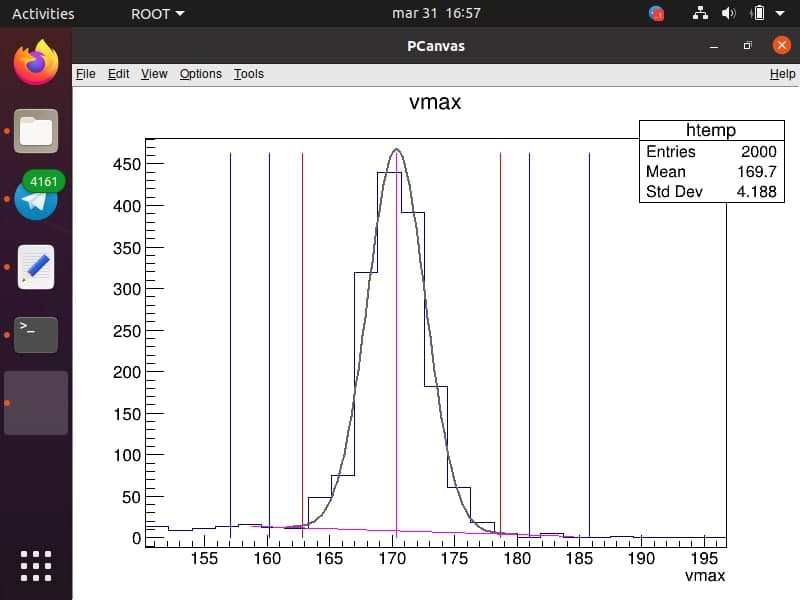 Activities ROOT mar 31 16:57
PCanvas
File Edit View Options Tools Help
4161
>_
vmax
htemp
Entries 2000
Mean 169.7
Std Dev 4.188
450
400
350
300
250
200
150
100
50
0
155 160 165 170 175 180 185 190 195
vmax